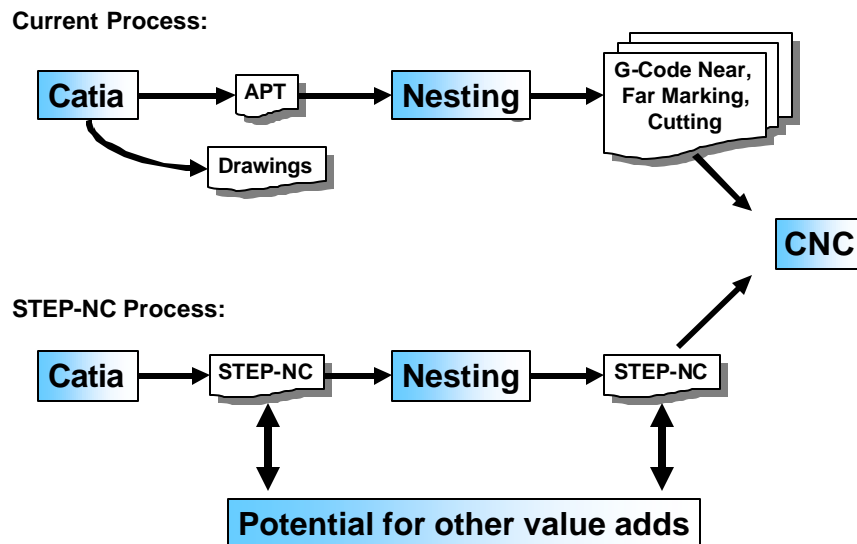 Current Process:
Catia
APT
Nesting
G-Code Near,
Far Marking,
Cutting
Drawings
CNC
STEP-NC Process:
Catia
STEP-NC
Nesting
STEP-NC
Potential for other value adds